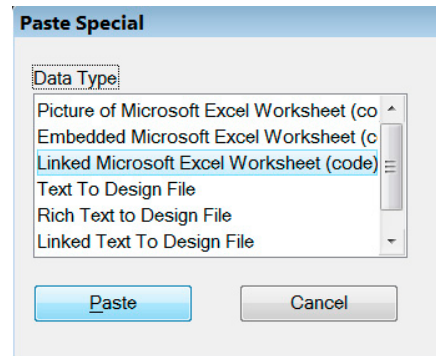 Paste Special
Data Type
Picture of Microsoft Excel Worksheet (co
Embedded Microsoft Excel Worksheet (c
Linked Microsoft Excel Worksheet (code)
Text To Design File
Rich Text to Design File
Linked Text To Design File
Paste Cancel